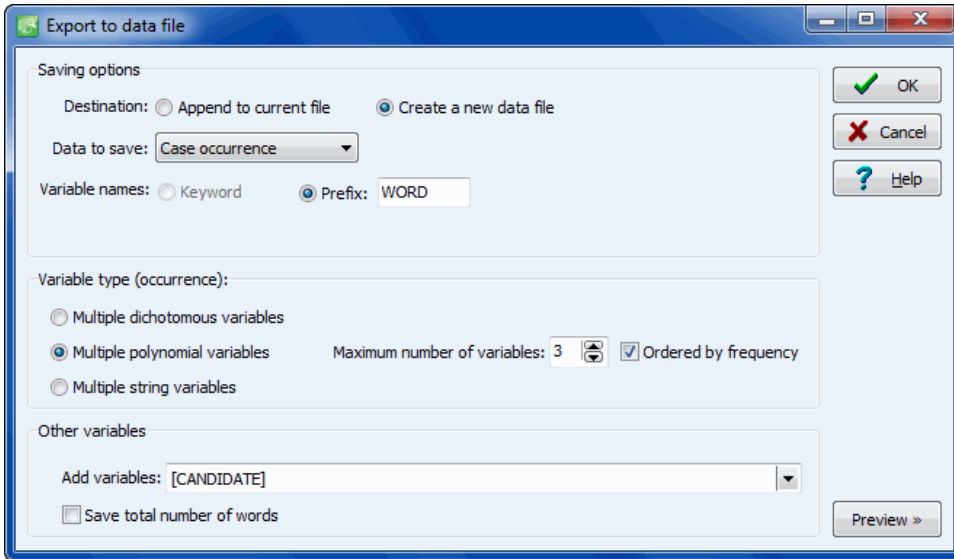 Export to data file
Saving options
Destination: Append to current file Create a new data file
Data to save: Case occurrence
Variable names: Keyword Prefix: WORD
Variable type (occurrence):
Multiple dichotomous variables
Multiple polynomial variables Maximum number of variables: 3 Ordered by frequency
Multiple string variables
Other variables
Add variables: [CANDIDATE]
Save total number of words
OK
Cancel
? Help
Preview »